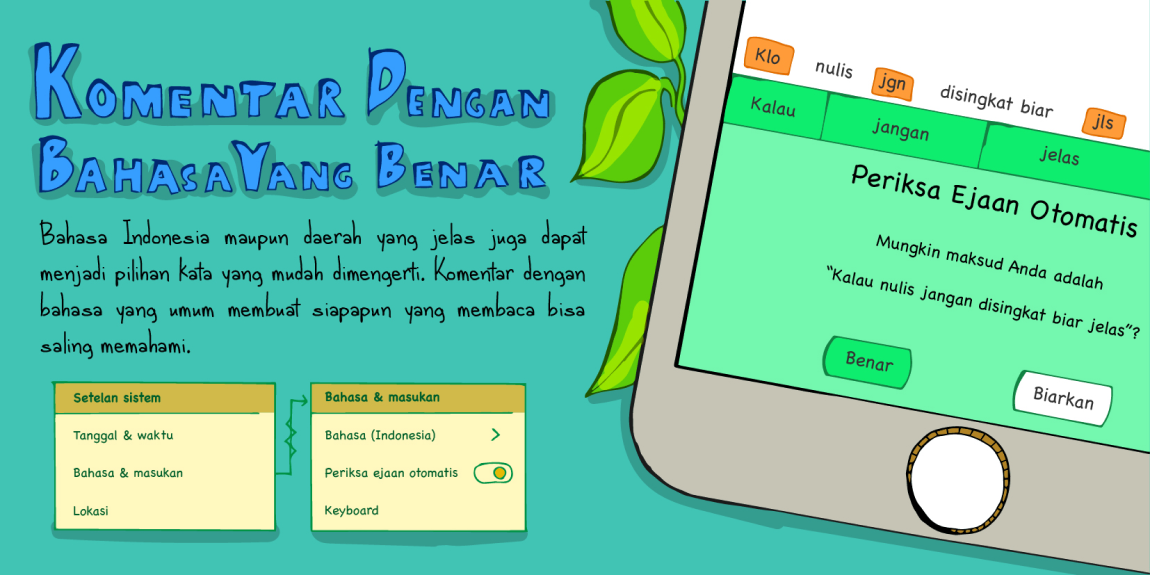 Komentar Dengan
Bahasa Yang Benar
Bahasa Indonesia maupun daerah yang jelas juga dapat
menjadi pilihan kata yang mudah dimengerti. Komentar dengan
bahasa yang umum membuat siapapun yang membaca bisa
saling memahami.
Setelan sistem
Tanggal & waktu
Bahasa & masukan
Lokasi
Bahasa & masukan
Bahasa (Indonesia)
Periksa ejaan otomatis
Keyboard
Klo nulis jgn disingkat biar jls
Kalau jangan jelas
Periksa Ejaan Otomatis
Mungkin maksud Anda adalah
"Kalau nulis jangan disingkat biar jelas"?
Benar Biarkan